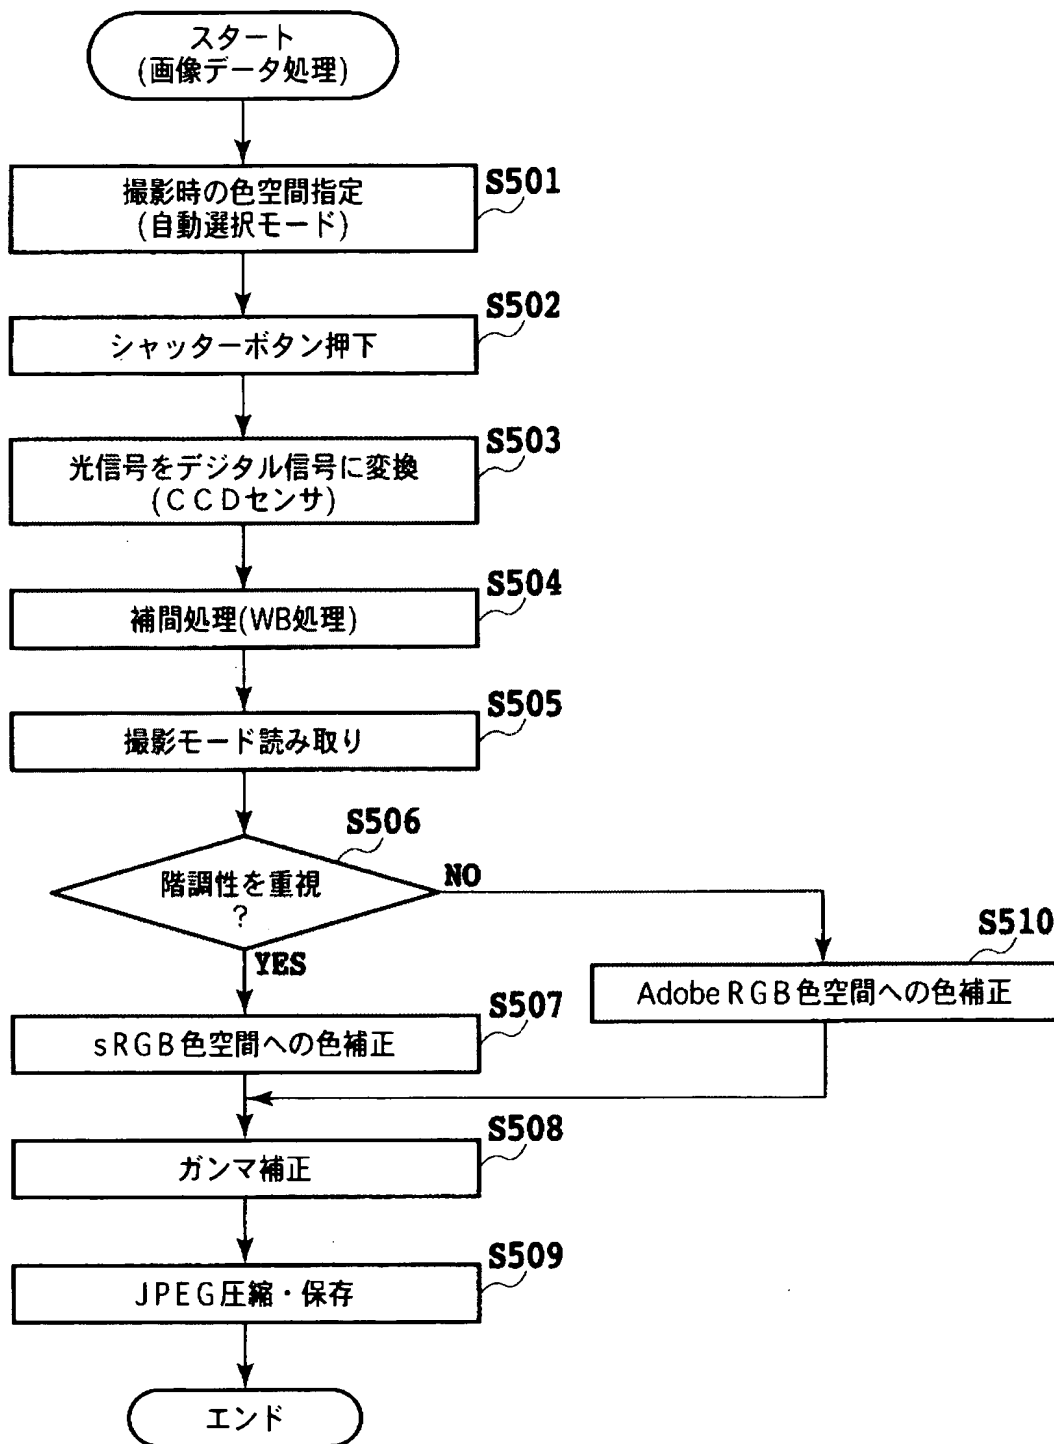 スタート
(画像データ処理)
S501
撮影時の色空間指定
(自動選択モード)
S502
シャッターボタン押下
S503
光信号をデジタル信号に変換
(CCDセンサ)
S504
補間処理(WB処理)
S505
撮影モード読み取り
S506
階調性を重視
?
NO
YES
S510
Adobe RGB色空間への色補正
S507
sRGB色空間への色補正
S508
ガンマ補正
S509
JPEG圧縮・保存
エンド